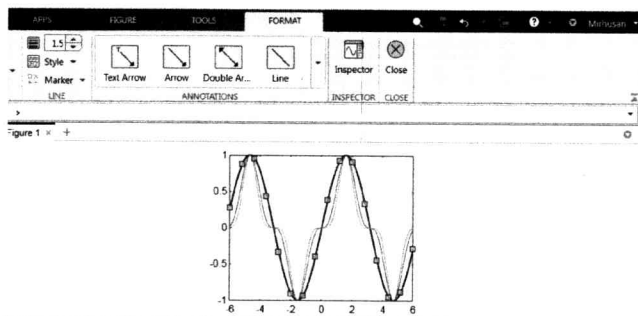 APPS FIGURE TOOLS FORMAT ? Mirhusan
1.5
Style
Marker
Text Arrow Arrow Double Ar... Line Inspector Close
LINE ANNOTATIONS INSPECTOR CLOSE
>
Figure 1 × +
1
0.5
0
-0.5
-1
-6 -4 -2 0 2 4 6